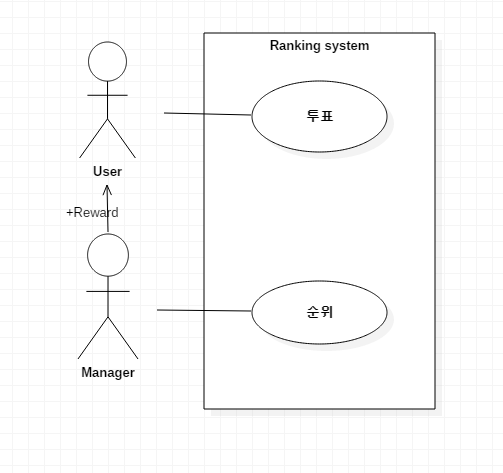 Ranking system
투표
User
+Reward
순위
Manager